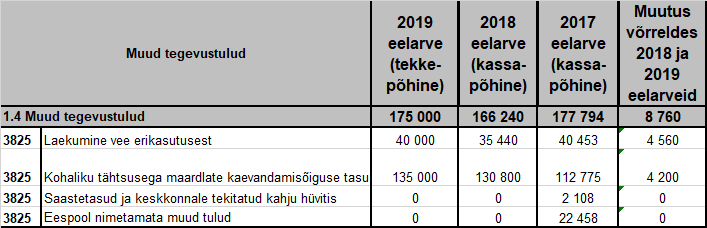 Muud tegevustulud 2019 eelarve (tekke-põhine) 2018 eelarve (kassa-põhine) 2017 eelarve (kassa-põhine) Muutus võrreldes 2018 ja 2019 eelarveid
1.4 Muud tegevustulud 175 000 166 240 177 794 8 760
3825 Laekumine vee erikasutusest 40 000 35 440 40 453 4 560
3825 Kohaliku tähtsusega maardlate kaevandamisõiguse tasu 135 000 130 800 112 775 4 200
3825 Saastetasud ja keskkonnale tekitatud kahju hüvitis 0 0 2 108 0
3825 Eespool nimetamata muud tulud 0 0 22 458 0